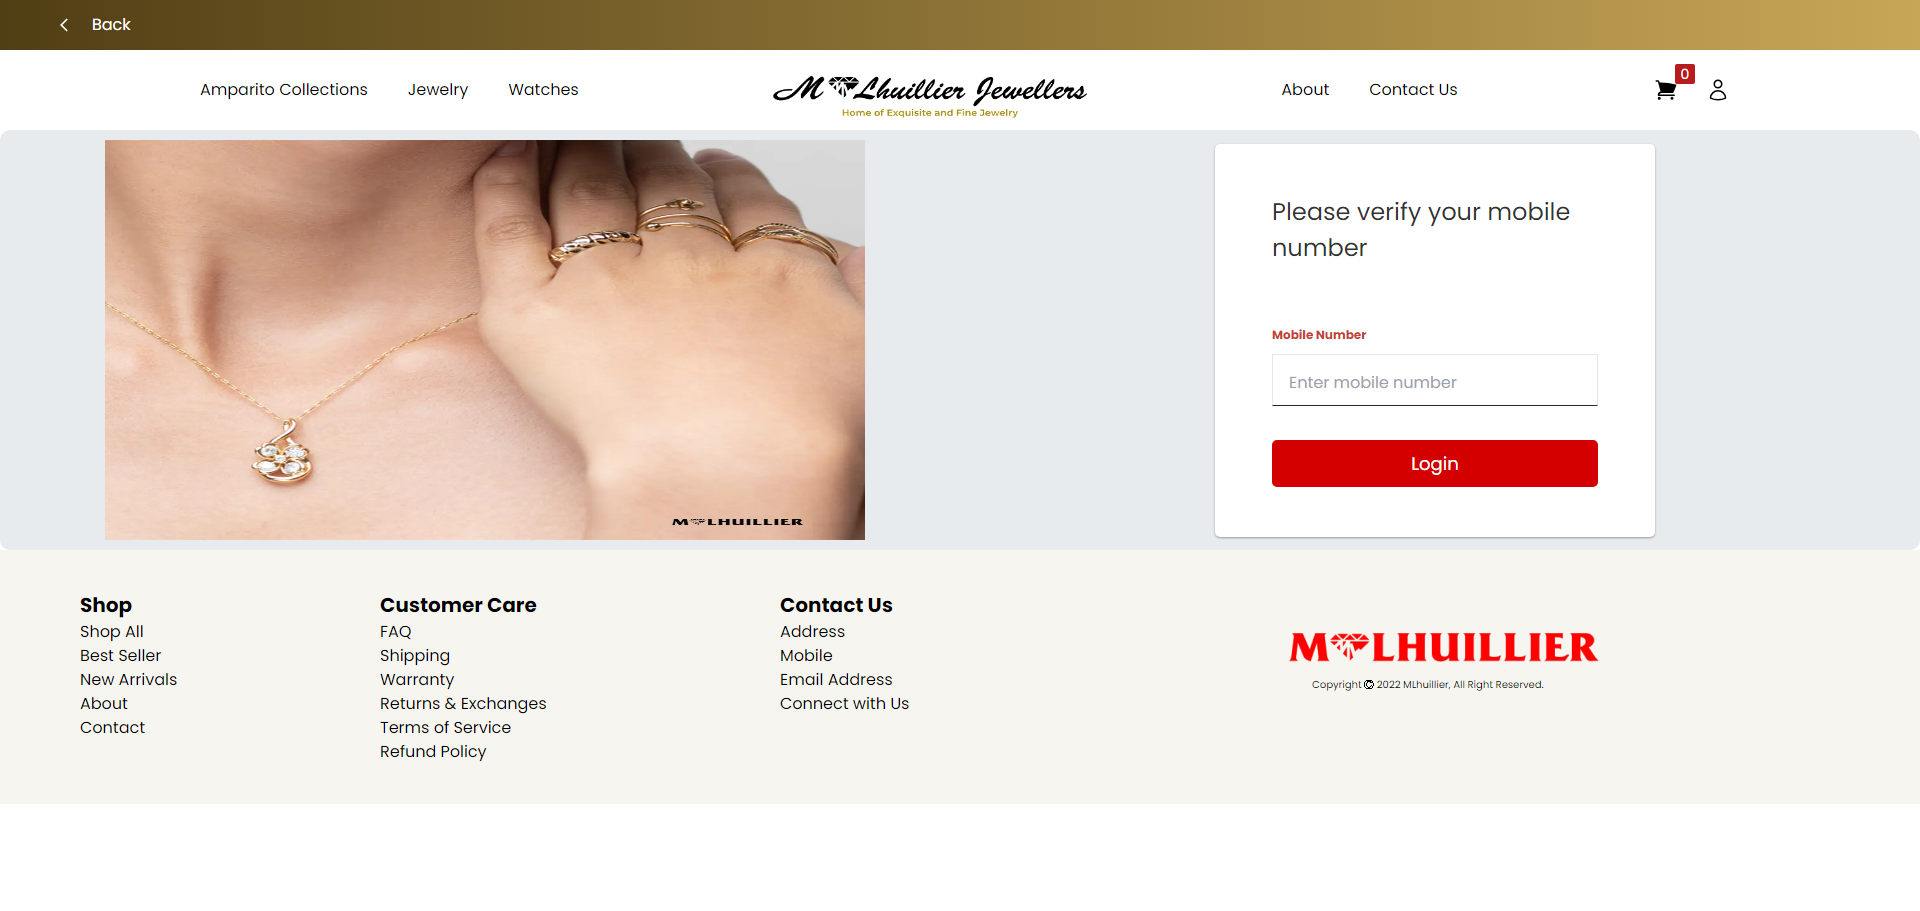 Back
Amparito Collections
Jewelry
Watches
M Lhuillier Jewellers
Home of Exquisite and Fine Jewelry
About
Contact Us
0
M LHUILLIER
Please verify your mobile
number
Mobile Number
Enter mobile number
Login
Shop
Shop All
Best Seller
New Arrivals
About
Contact
Customer Care
FAQ
Shipping
Warranty
Returns & Exchanges
Terms of Service
Refund Policy
Contact Us
Address
Mobile
Email Address
Connect with Us
M LHUILLIER
Copyright © 2022 MLhuillier, All Right Reserved.